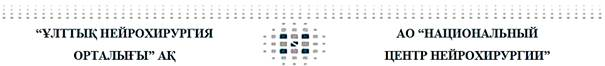 “ҰЛТТЫҚ НЕЙРОХИРУРГИЯ
ОРТАЛЫҒЫ” АҚ
АО “НАЦИОНАЛЬНЫЙ
ЦЕНТР НЕЙРОХИРУРГИИ”